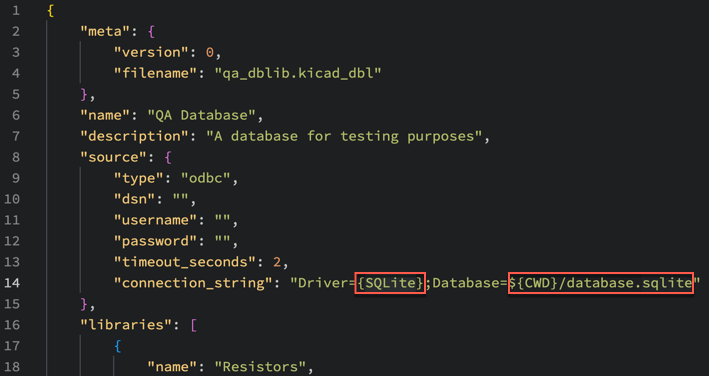 1 {
2 "meta": {
3 "version": 0,
4 "filename": "qa_dblib.kicad_dbl"
5 },
6 "name": "QA Database",
7 "description": "A database for testing purposes",
8 "source": {
9 "type": "odbc",
10 "dsn": "",
11 "username": "",
12 "password": "",
13 "timeout_seconds": 2,
14 "connection_string": "Driver={SQLite};Database=${CWD}/database.sqlite"
15 },
16 "libraries": [
17 {
18 "name": "Resistors",